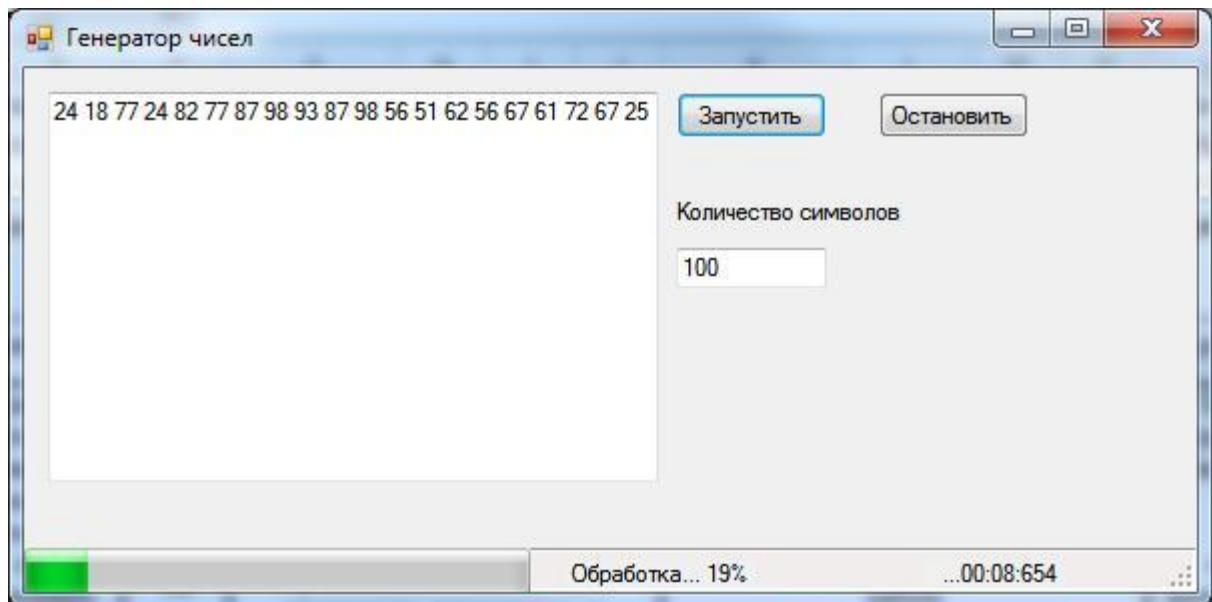 Генератор чисел
24 18 77 24 82 77 87 98 93 87 98 56 51 62 56 67 61 72 67 25
Запустить
Остановить
Количество символов
100
Обработка... 19%
...00:08:654